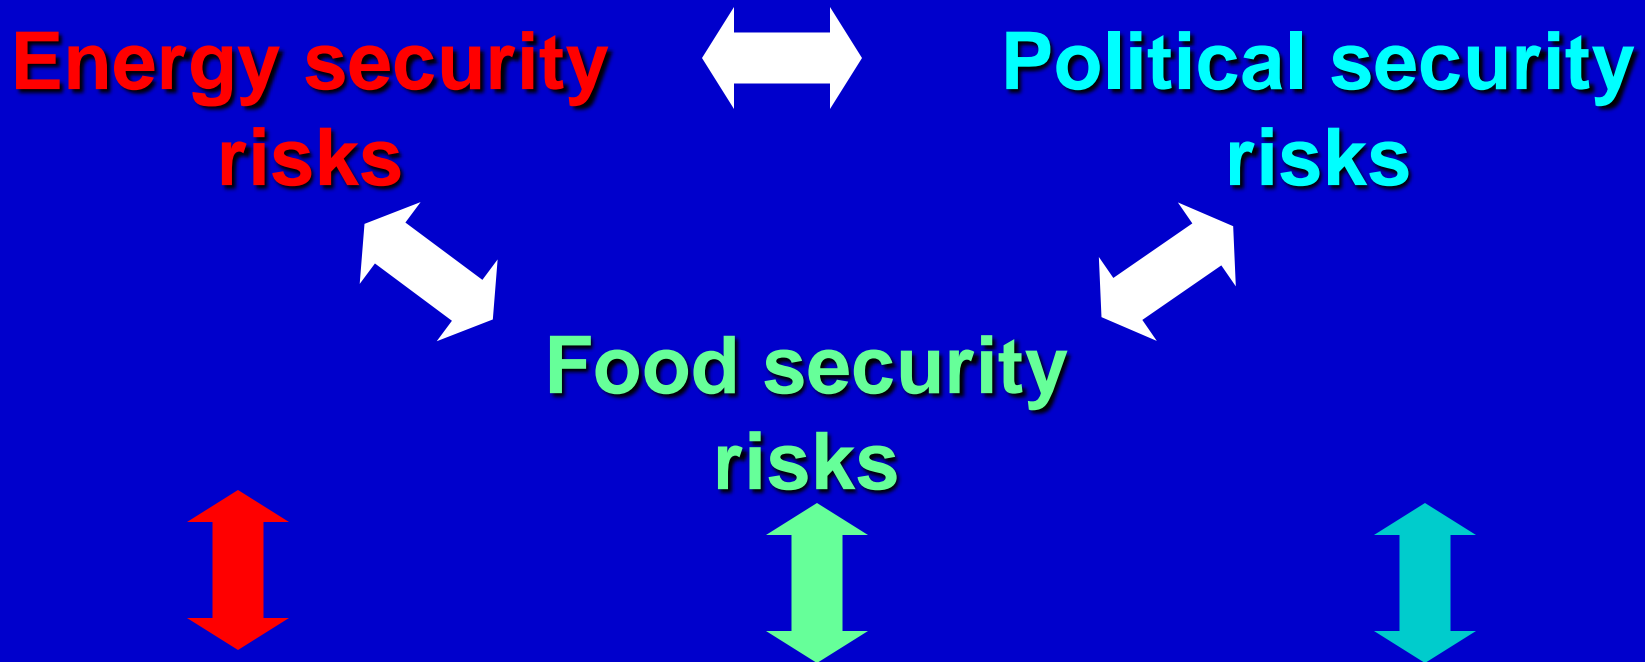 Energy security
risks
Political security
risks
Food security
risks